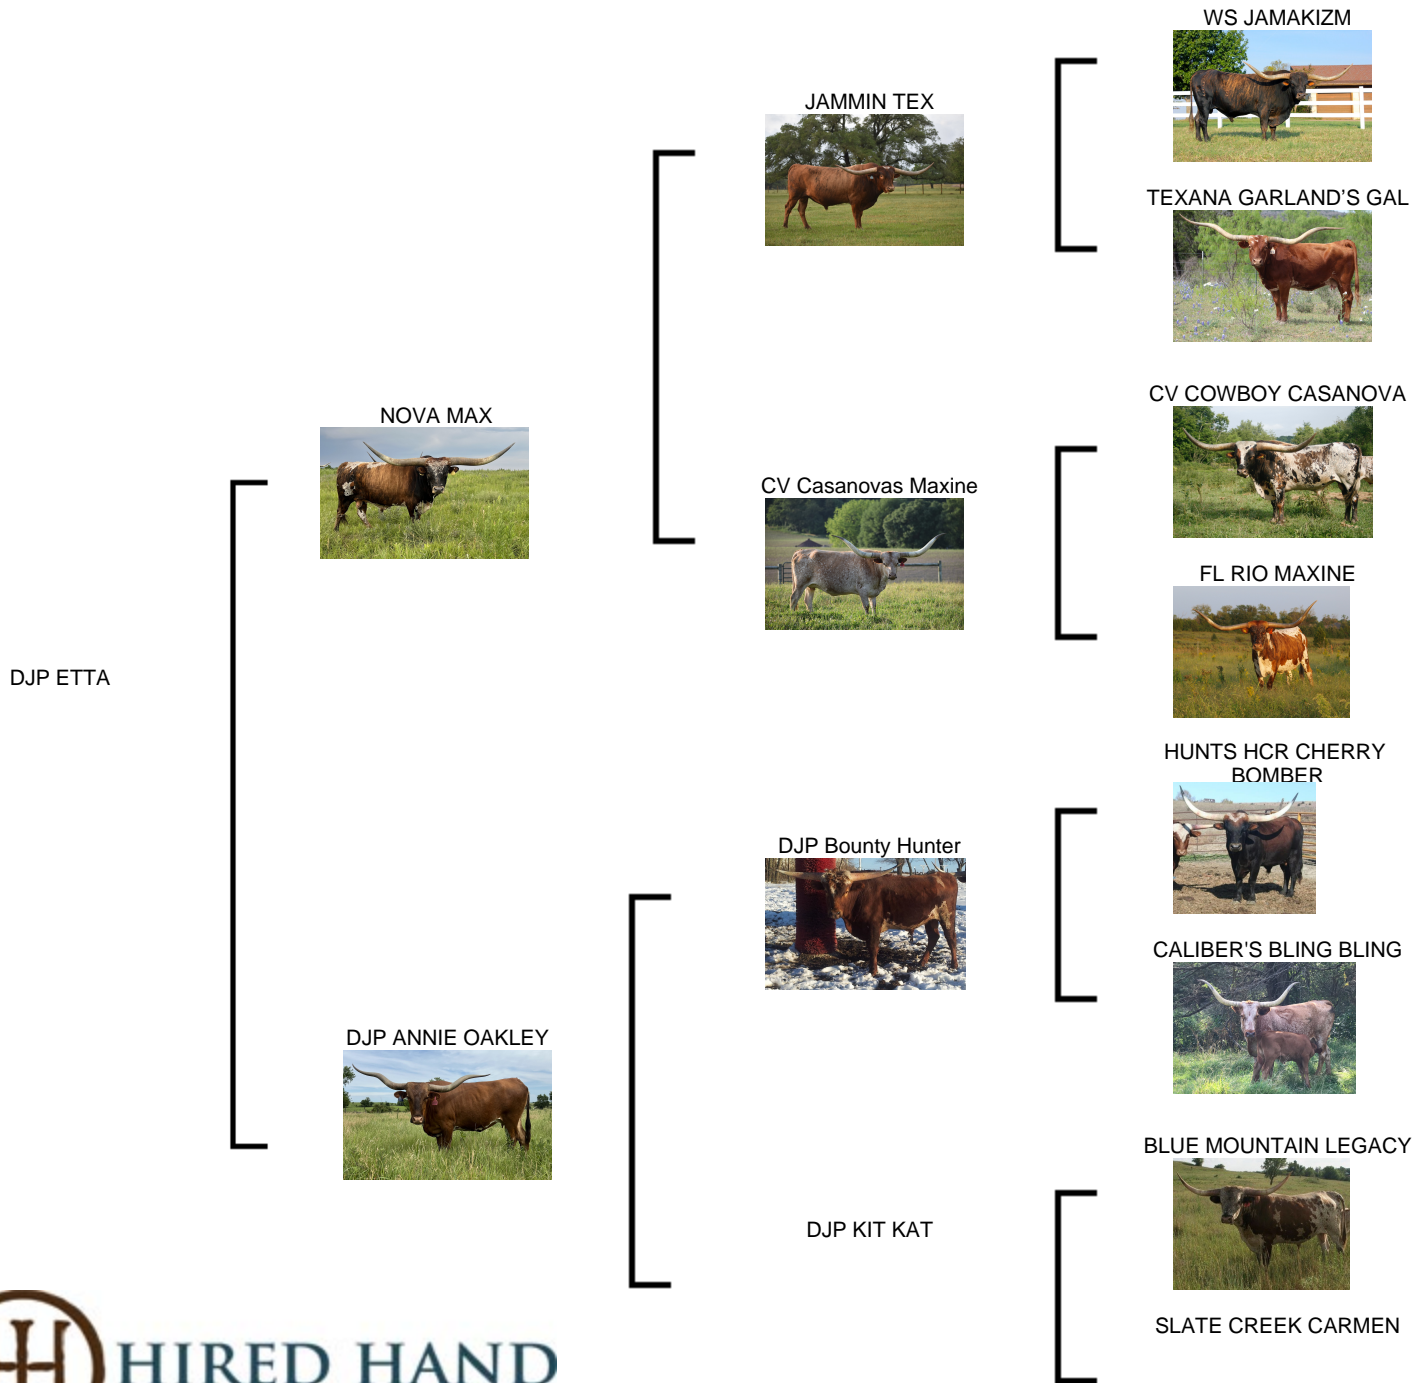 WS JAMAKIZM
JAMMIN TEX
TEXANA GARLAND'S GAL
CV COWBOY CASANOVA
NOVA MAX
CV Casanovas Maxine
FL RIO MAXINE
DJP ETTA
HUNTS HCR CHERRY
BOMBER
DJP Bounty Hunter
CALIBER'S BLING BLING
DJP ANNIE OAKLEY
BLUE MOUNTAIN LEGACY
DJP KIT KAT
SLATE CREEK CARMEN
H HIRED HAND